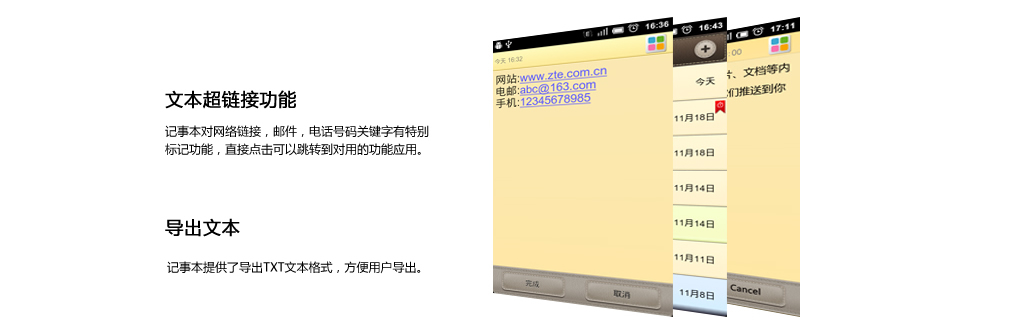 文本超链接功能
记事本对网络链接，邮件，电话号码关键字有特别
标记功能，直接点击可以跳转到对用的功能应用。
导出文本
记事本提供了导出TXT文本格式，方便用户导出。
16:36
今天 16:32
网站:www.zte.com.cn
电邮:abc@163.com
手机:12345678985
完成
取消
16:43
今天
11月18日
11月18日
11月14日
11月14日
11月11日
11月8日
17:11
:00
片、文档等内
们推送到你
Cancel